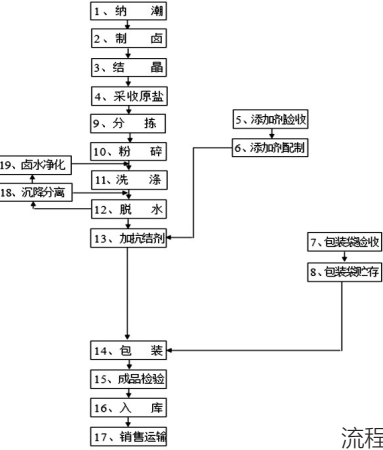 1、纳 潮
2、制 卤
3、结 晶
4、采收原盐
9、分 拣
10、粉 碎
11、洗 涤
12、脱 水
13、加抗结剂
19、卤水净化
18、沉降分离
5、添加剂验收
6、添加剂配制
7、包装袋验收
8、包装袋贮存
14、包 装
15、成品检验
16、入 库
17、销售运输
流程